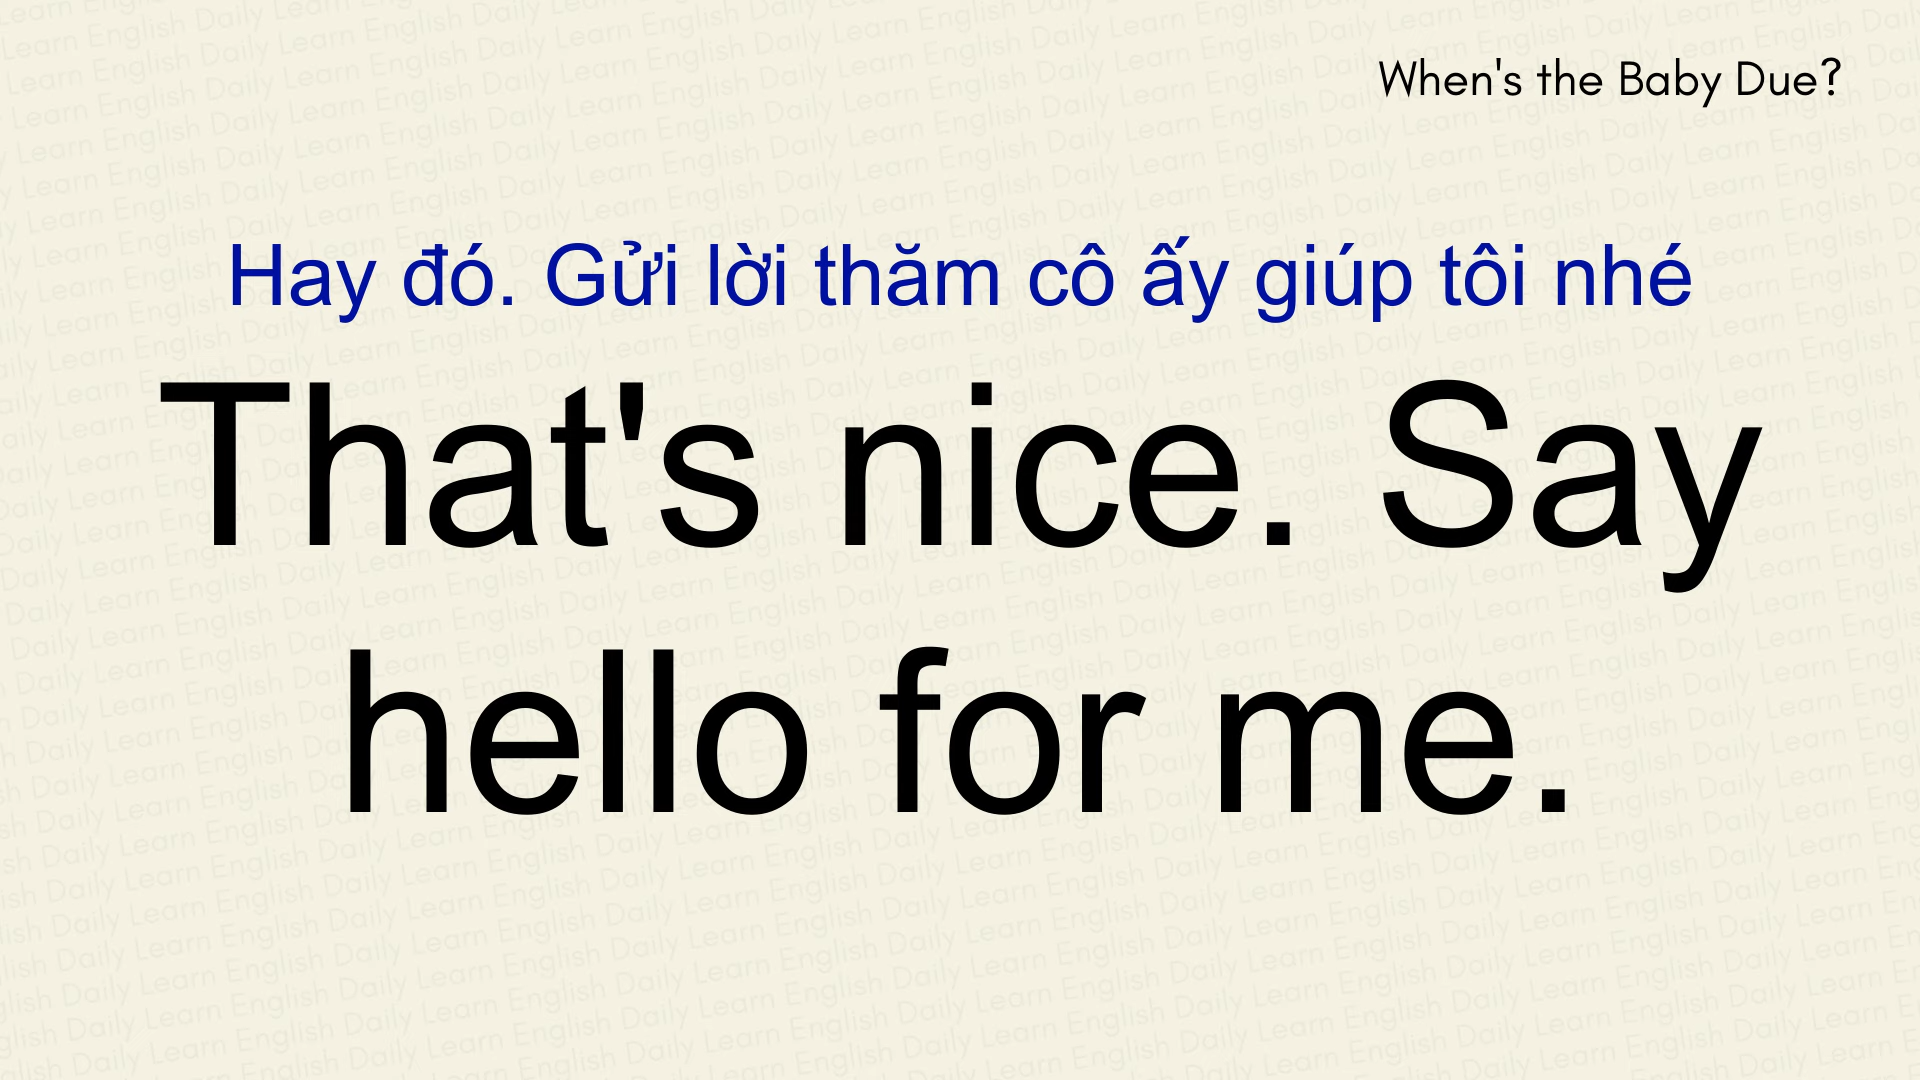 When's the Baby Due?
Hay đó. Gửi lời thăm cô ấy giúp tôi nhé
That's nice. Say
hello for me.